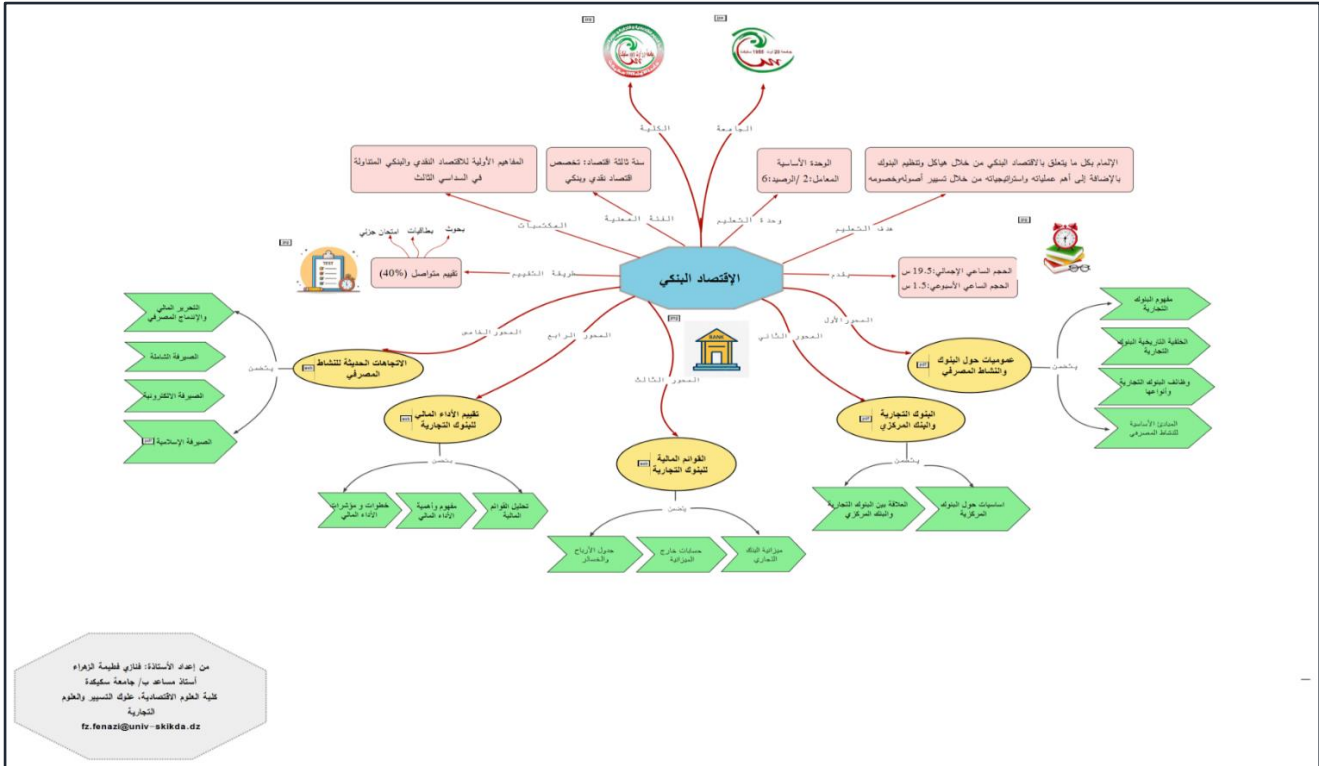 الكلية
الجامعة
الإلمام بكل ما يتعلق بالاقتصاد البنكي من خلال هياكل وتنظيم البنوك
بالإضافة إلى أهم عملياته واستراتيجياته من خلال تسيير أصوله وخصومه
الوحدة الأساسية
المعامل:2 /الرصيد:6
سنة ثالثة اقتصاد: تخصص
اقتصاد نقدي وبنكي
المفاهيم الأولية للاقتصاد النقدي والبنكي المتناولة
في السداسي الثالث
هدف التعليم
وحدة التعليم
الفئة المعنية
المكتسبات
بحوث
بطاقيات
امتحان جزئي
الإقتصاد البنكي
يقدم
الحجم الساعي الإجمالي:19.5 س
الحجم الساعي الأسبوعي:1.5 س
طريقة التقييم
تقييم متواصل (40%)
المحور الأول
المحور الثاني
المحور الثالث
المحور الرابع
المحور الخامس
BANK
عموميات حول البنوك
والنشاط المصرفي
يتضمن
مفهوم البنوك
التجارية
الخلفية التاريخية البنوك
التجارية
وظائف البنوك التجارية
وأنواعها
المبادئ الأساسية
للنشاط المصرفي
البنوك التجارية
والبنك المركزي
يتضمن
اساسيات حول البنوك
المركزية
العلاقة بين البنوك التجارية
والبنك المركزي
القوائم المالية
للبنوك التجارية
يتضمن
ميزانية البنك
التجاري
حسابات خارج
الميزانية
جدول الأرباح
والخسائر
تقييم الأداء المالي
للبنوك التجارية
يتضمن
تحليل القوائم
المالية
مفهوم وأهمية
الأداء المالي
خطوات و مؤشرات
الأداء المالي
الاتجاهات الحديثة للنشاط
المصرفي
يتضمن
التحرير المالي
والإندماج المصرفي
الصيرفة الشاملة
الصيرفة الالكترونية
الصيرفة الإسلامية
من إعداد الأستاذة: فنازي فطيمة الزهراء
أستاذ مساعد ب/ جامعة سكيكدة
كلية العلوم الاقتصادية، علوك التسيير والعلوم
التجارية
fz.fenazi@univ-skikda.dz